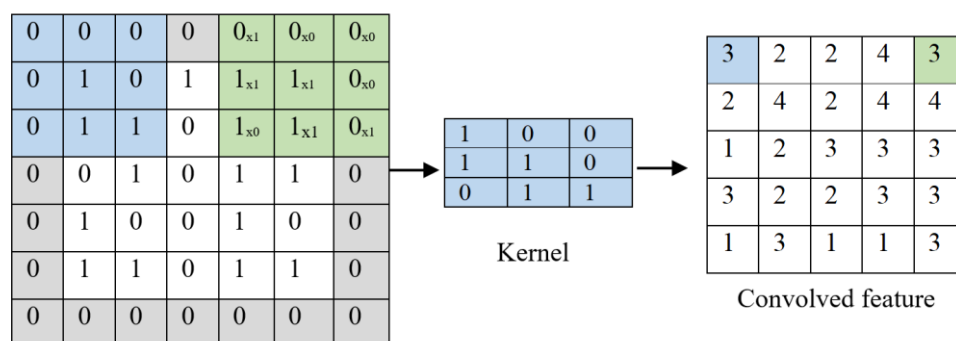 0 0 0 0 0x1 0x0 0x0
0 1 0 1 1x1 1x1 0x0
0 1 1 0 1x0 1x1 0x1
0 0 1 0 1 1 0
0 1 0 0 1 0 0
0 1 1 0 1 1 0
0 0 0 0 0 0 0
1 0 0
1 1 0
0 1 1
Kernel
3 2 2 4 3
2 4 2 4 4
1 2 3 3 3
3 2 2 3 3
1 3 1 1 3
Convolved feature